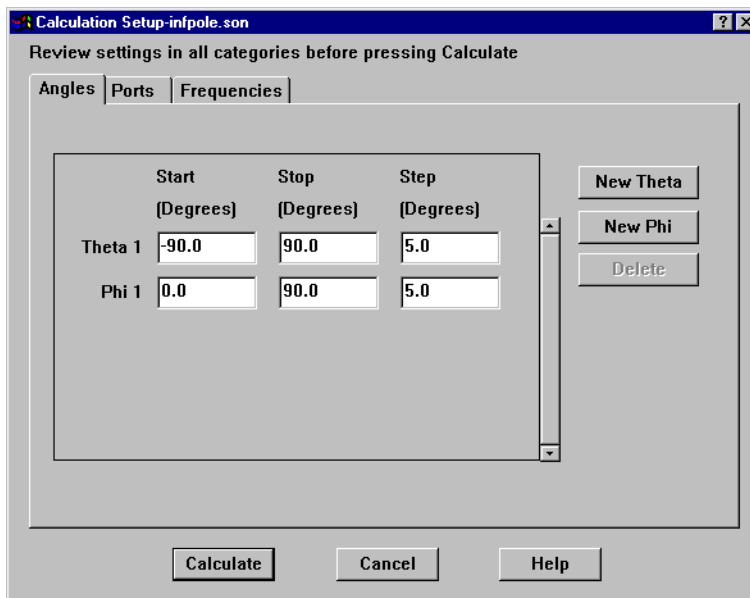 Calculation Setup-infpole.son
Review settings in all categories before pressing Calculate
Angles Ports Frequencies
Start Stop Step
(Degrees) (Degrees) (Degrees)
Theta 1 -90.0 90.0 5.0
Phi 1 0.0 90.0 5.0
New Theta
New Phi
Delete
Calculate Cancel Help